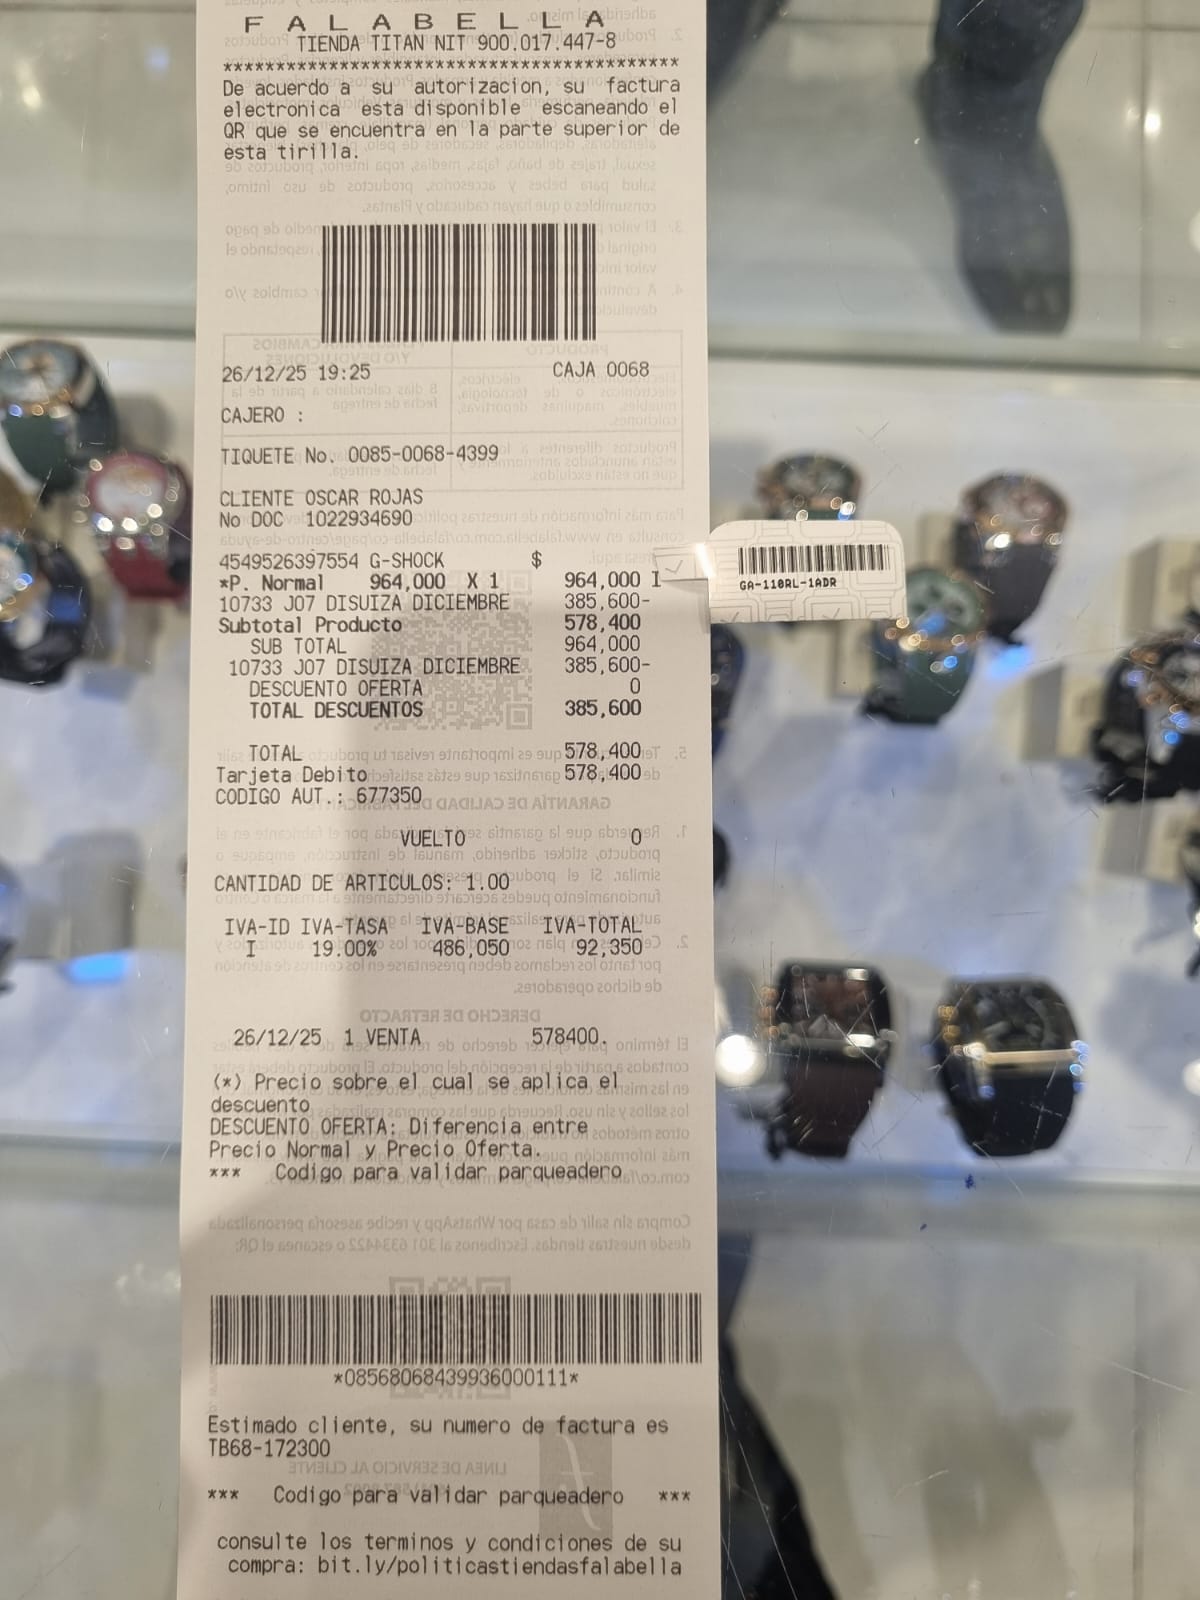 F A L A B E L L A
TIENDA TITAN NIT 900.017.447-8
********************************************
De acuerdo a su autorizacion, su factura
electronica esta disponible escaneando el
QR que se encuentra en la parte superior de
esta tirilla.
26/12/25 19:25 CAJA 0068
CAJERO :
TIQUETE No. 0085-0068-4399
CLIENTE OSCAR ROJAS
No DOC 1022934690
4549526397554 G-SHOCK $
*P. Normal 964,000 X 1 964,000 I
10733 J07 DISUIZA DICIEMBRE 385,600-
Subtotal Producto 578,400
SUB TOTAL 964,000
10733 J07 DISUIZA DICIEMBRE 385,600-
DESCUENTO OFERTA 0
TOTAL DESCUENTOS 385,600
TOTAL 578,400
Tarjeta Debito 578,400
CODIGO AUT.: 677350
VUELTO 0
CANTIDAD DE ARTICULOS: 1.00
IVA-ID IVA-TASA IVA-BASE IVA-TOTAL
I 19.00% 486,050 92,350
26/12/25 1 VENTA 578400.
(*) Precio sobre el cual se aplica el
descuento
DESCUENTO OFERTA: Diferencia entre
Precio Normal y Precio Oferta.
*** Codigo para validar parqueadero
*08568068439936000111*
Estimado cliente, su numero de factura es
TB68-172300
*** Codigo para validar parqueadero ***
consulte los terminos y condiciones de su
compra: bit.ly/politicastiendasfalabella
GA-110RL-1ADR